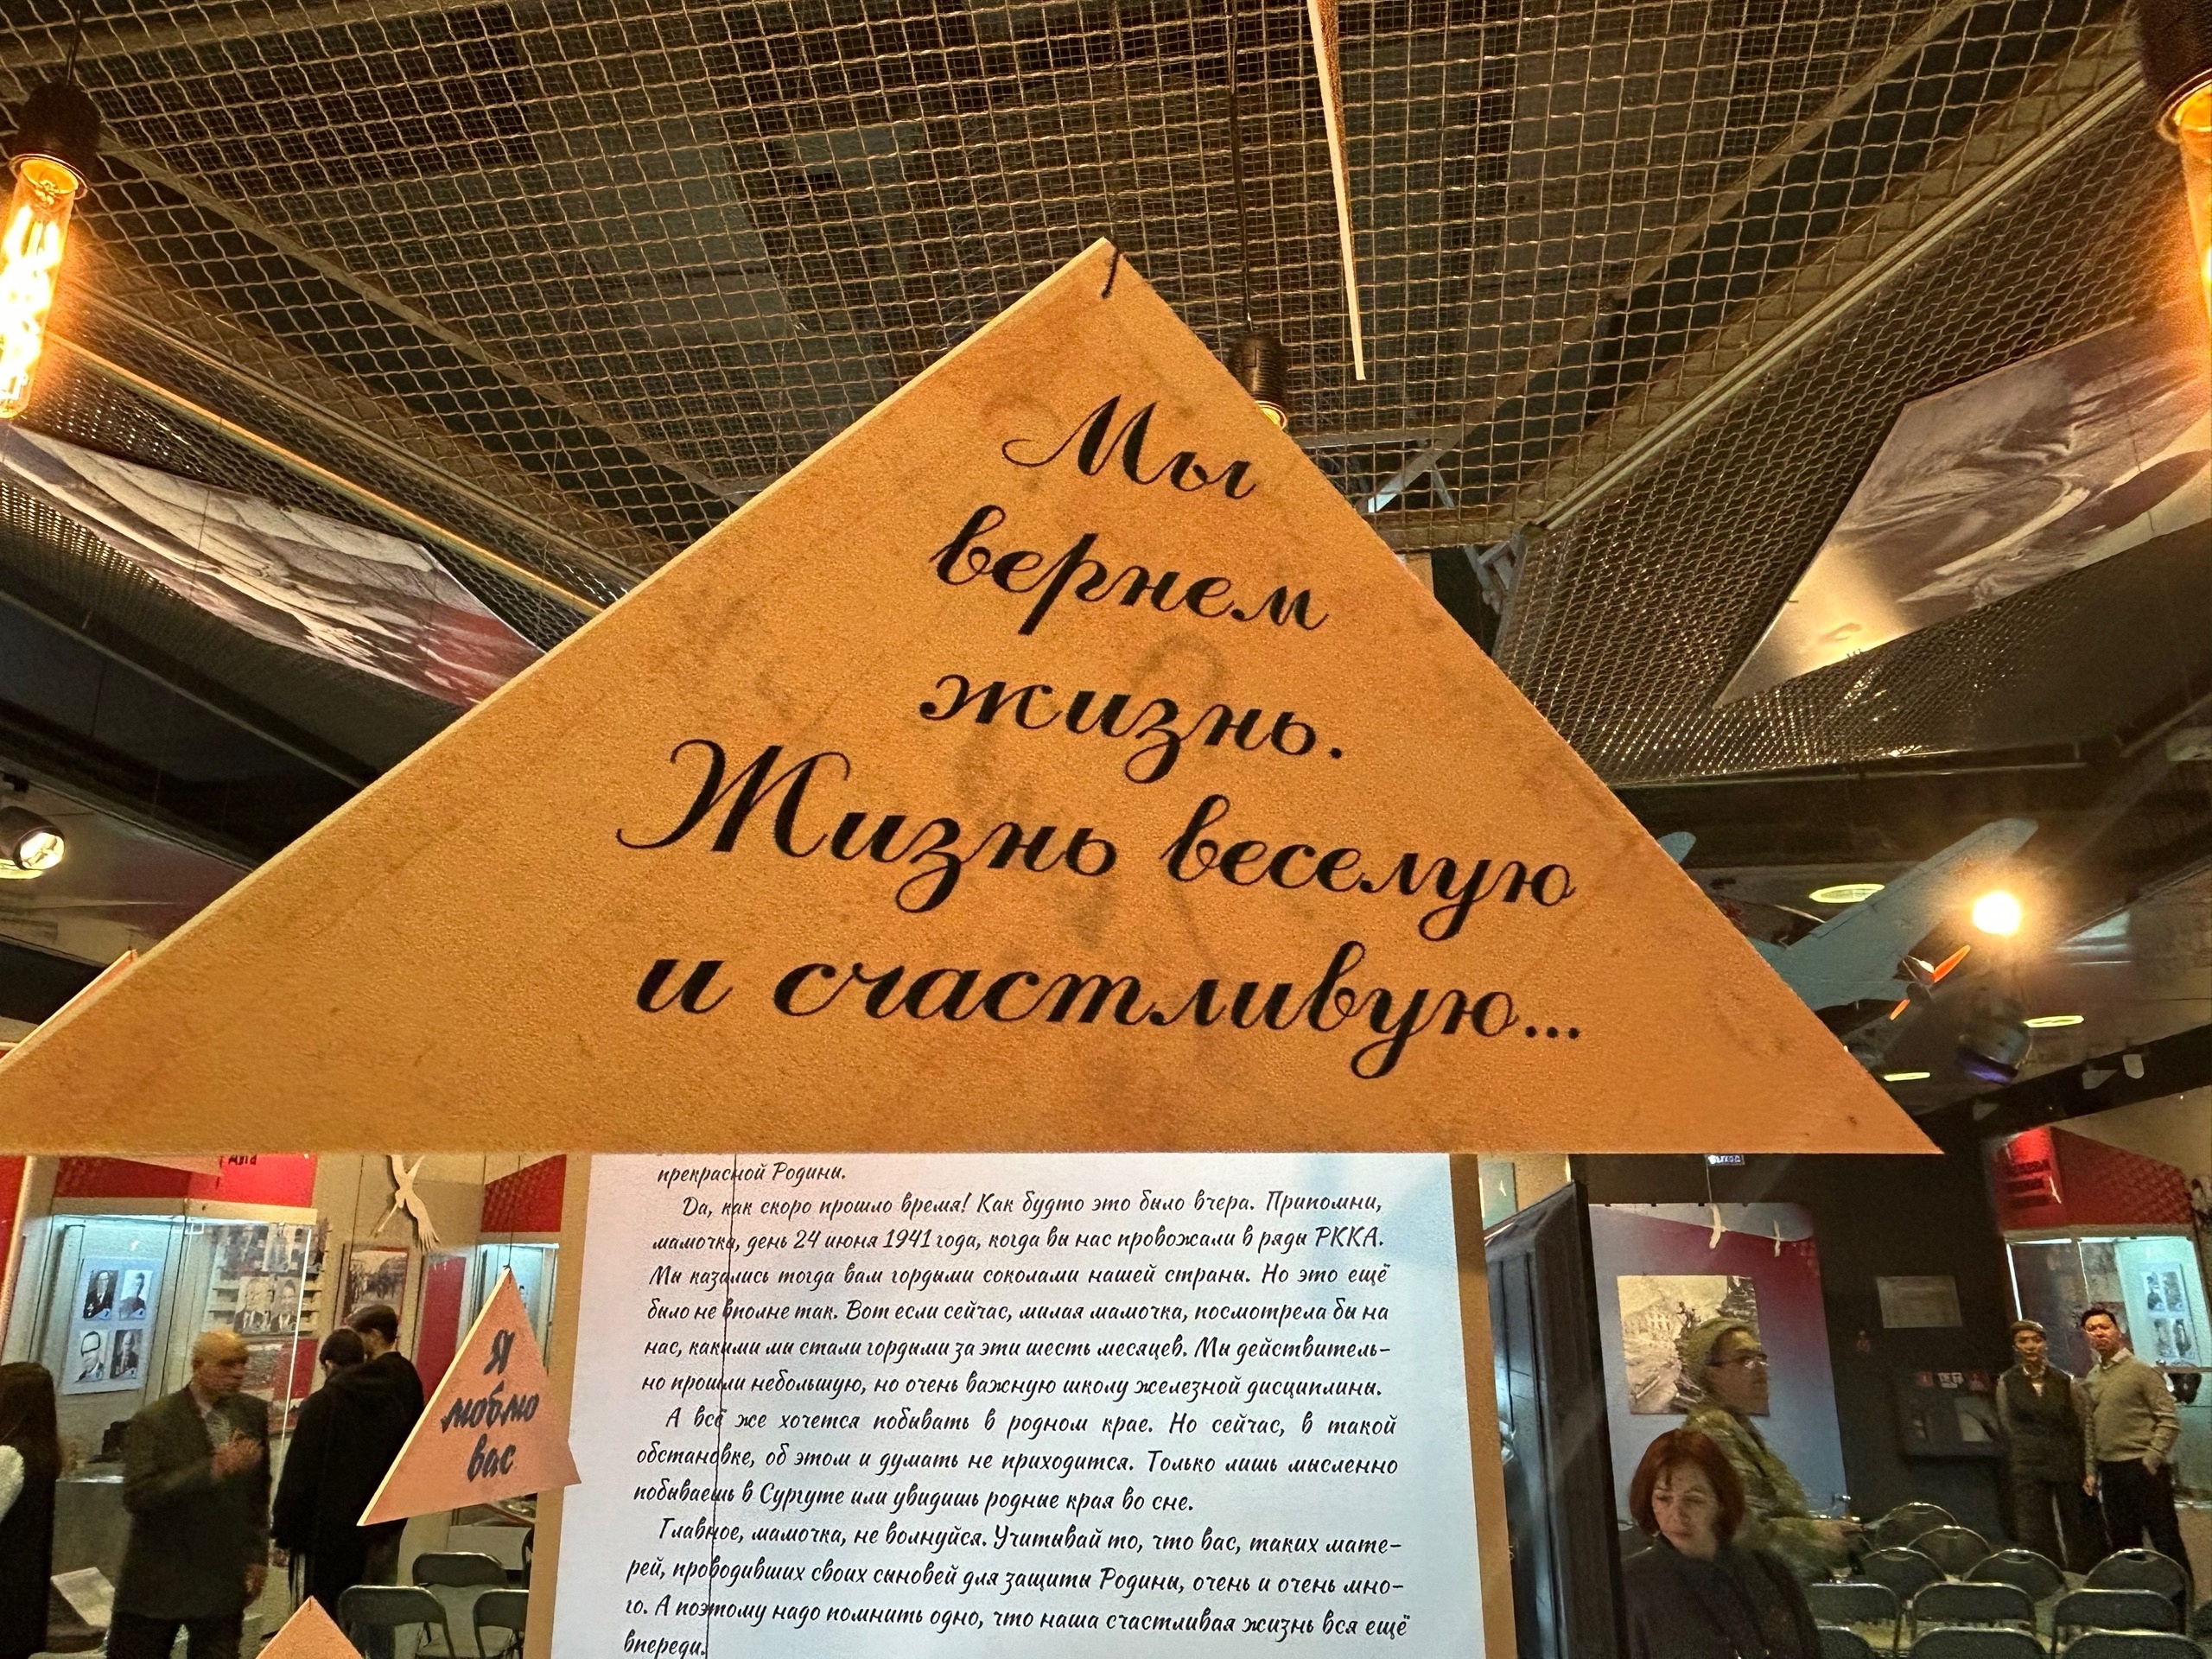 Мы
вернем
жизнь.
Жизнь веселую
и счастливую...
прекрасной Родины.
Да, как скоро прошло время! Как будто это было вчера. Припомни,
мамочка, день 24 июня 1941 года, когда вы нас провожали в ряды РККА.
Мы казались тогда вам гордыми соколами нашей страны. Но это ещё
было не вполне так. Вот если сейчас, милая мамочка, посмотрела бы на
нас, какими мы стали гордыми за эти шесть месяцев. Мы действитель-
но прошли небольшую, но очень важную школу железной дисциплины.
А всё же хочется побывать в родном крае. Но сейчас, в такой
обстановке, об этом и думать не приходится. Только лишь мысленно
побываешь в Сургуте или увидишь родные края во сне.
Главное, мамочка, не волнуйся. Учитывай то, что вас, таких мате-
рей, проводивших своих сыновей для защиты Родины, очень и очень мно-
го. А поэтому надо помнить одно, что наша счастливая жизнь вся ещё
впереди.
Я
люблю
вас